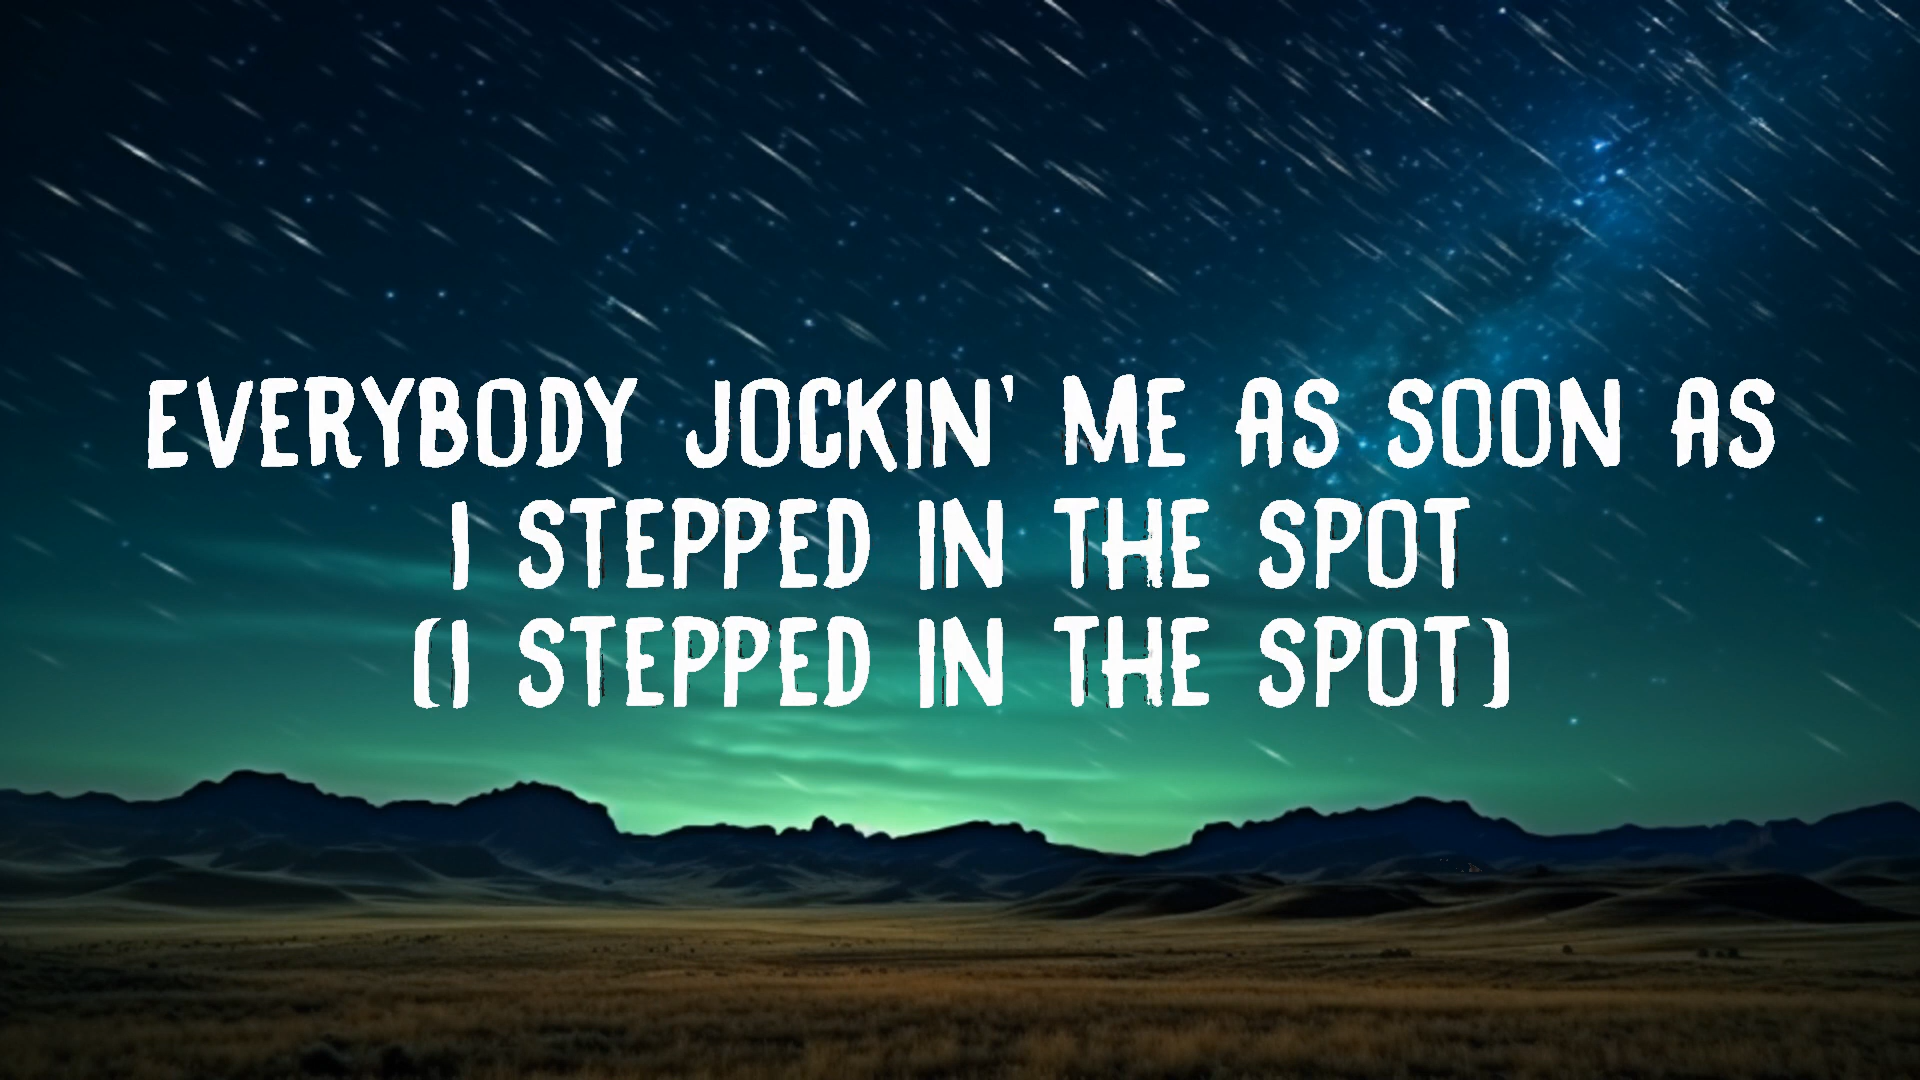 EVERYBODY JOCKIN' ME AS SOON AS
I STEPPED IN THE SPOT
(I STEPPED IN THE SPOT)